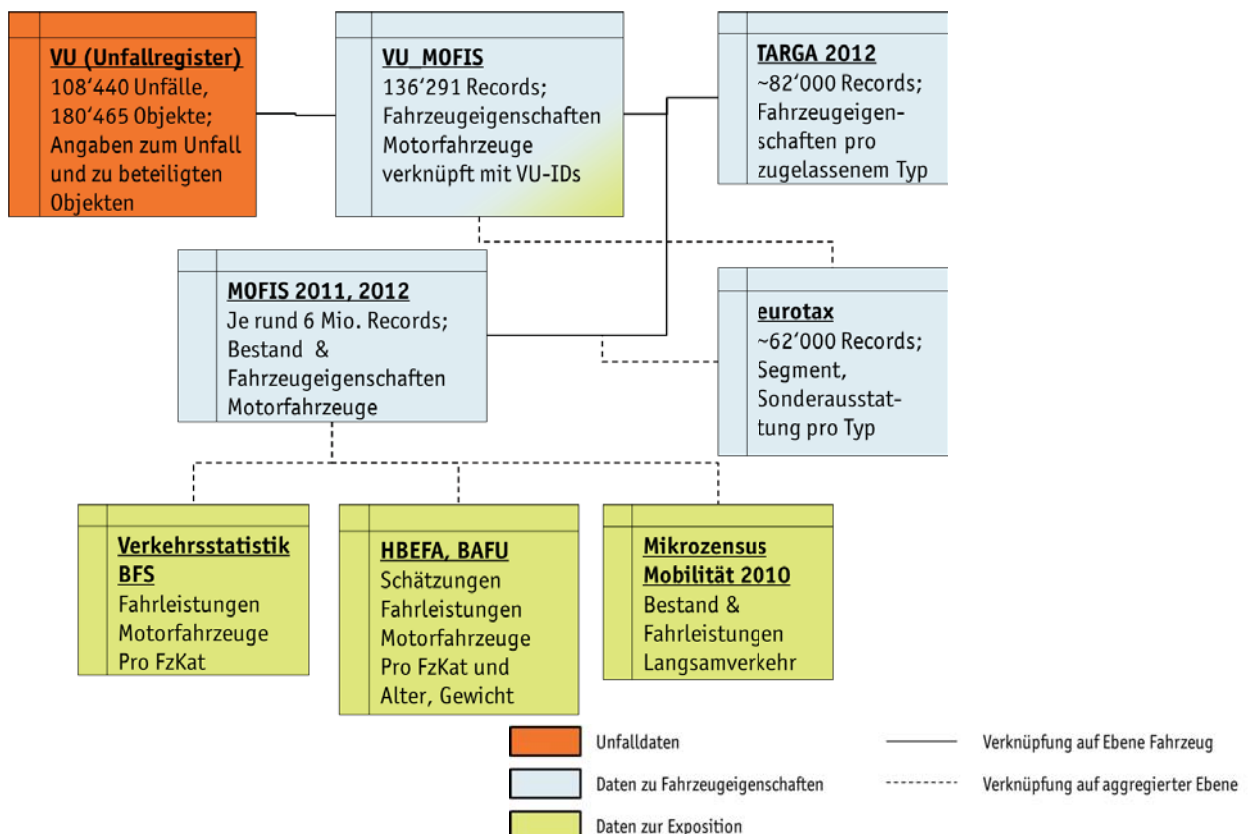 VU (Unfallregister)
108‘440 Unfälle,
180‘465 Objekte;
Angaben zum Unfall
und zu beteiligten
Objekten
VU_MOFIS
136‘291 Records;
Fahrzeugeigenschaften
Motorfahrzeuge
verknüpft mit VU-IDs
TARGA 2012
~82‘000 Records;
Fahrzeugeigen-
schaften pro
zugelassenem Typ
MOFIS 2011, 2012
Je rund 6 Mio. Records;
Bestand &
Fahrzeugeigenschaften
Motorfahrzeuge
eurotax
~62‘000 Records;
Segment,
Sonderausstat-
tung pro Typ
Verkehrsstatistik
BFS
Fahrleistungen
Motorfahrzeuge
Pro FzKat
HBEFA, BAFU
Schätzungen
Fahrleistungen
Motorfahrzeuge
Pro FzKat und
Alter, Gewicht
Mikrozensus
Mobilität 2010
Bestand &
Fahrleistungen
Langsamverkehr
Unfalldaten
Daten zu Fahrzeugeigenschaften
Daten zur Exposition
Verknüpfung auf Ebene Fahrzeug
Verknüpfung auf aggregierter Ebene